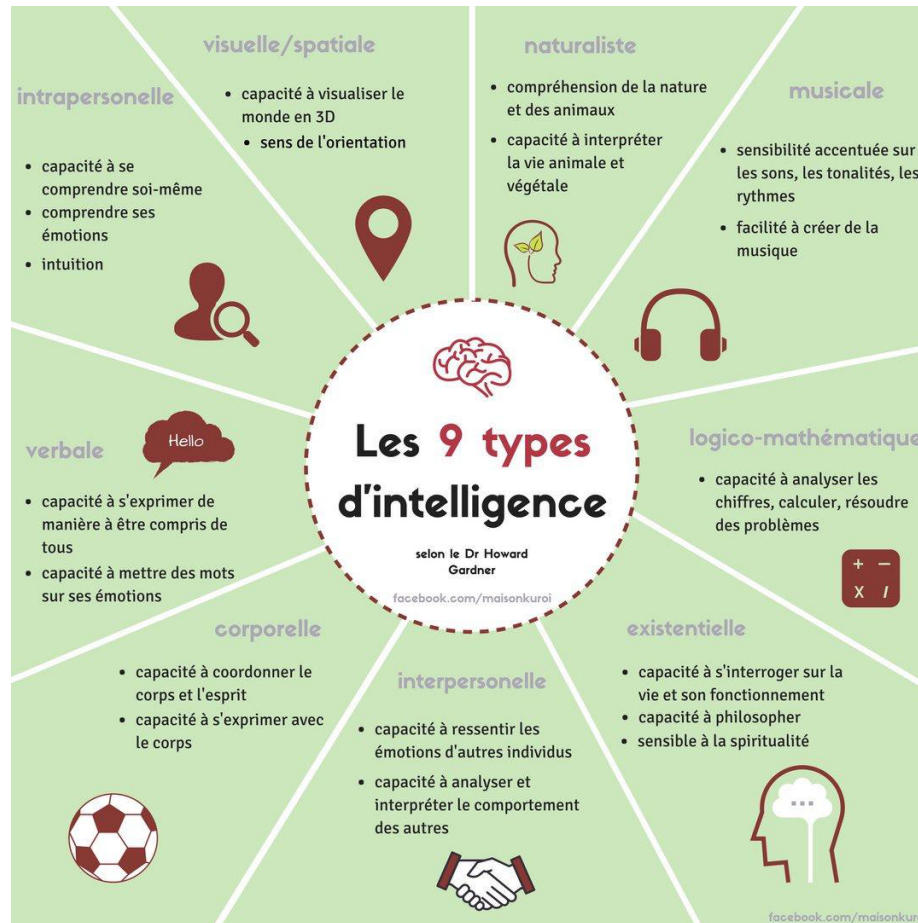 visuelle/spatiale
capacité à visualiser le
monde en 3D
sens de l'orientation
naturaliste
compréhension de la nature
et des animaux
capacité à interpréter
la vie animale et
végétale
musicale
sensibilité accentuée sur
les sons, les tonalités, les
rythmes
facilité à créer de la
musique
intrapersonelle
capacité à se
comprendre soi-même
comprendre ses
émotions
intuition
Les 9 types
d'intelligence
selon le Dr Howard
Gardner
facebook.com/maisonkuroi
logico-mathématique
capacité à analyser les
chiffres, calculer, résoudre
des problèmes
+ −
x /
verbale
Hello
capacité à s'exprimer de
manière à être compris de
tous
capacité à mettre des mots
sur ses émotions
corporelle
capacité à coordonner le
corps et l'esprit
capacité à s'exprimer avec
le corps
interpersonelle
capacité à ressentir les
émotions d'autres individus
capacité à analyser et
interpréter le comportement
des autres
existentielle
capacité à s'interroger sur la
vie et son fonctionnement
capacité à philosopher
sensible à la spiritualité
...
facebook.com/maisonkur